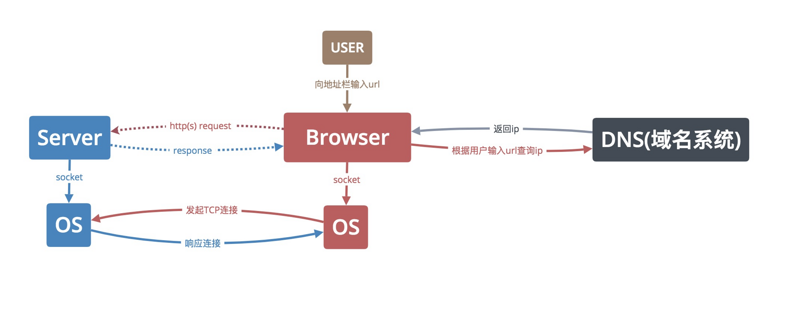 USER
向地址栏输入url
http(s) request
返回ip
Server
Browser
DNS(域名系统)
response
根据用户输入url查询ip
socket
socket
发起TCP连接
OS
OS
响应连接